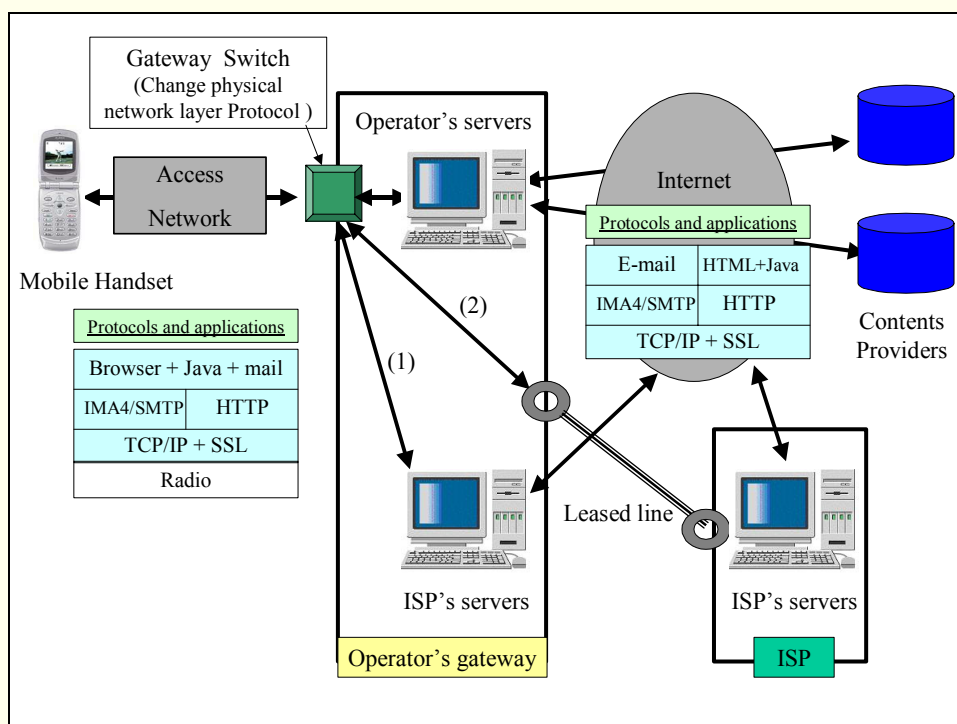 Gateway Switch
(Change physical
network layer Protocol )
Operator's servers
Access
Network
Internet
Mobile Handset
Protocols and applications
E-mail
HTML+Java
IMA4/SMTP
HTTP
TCP/IP + SSL
Contents
Providers
Protocols and applications
Browser + Java + mail
IMA4/SMTP
HTTP
TCP/IP + SSL
Radio
(1)
(2)
Leased line
ISP's servers
ISP's servers
Operator's gateway
ISP